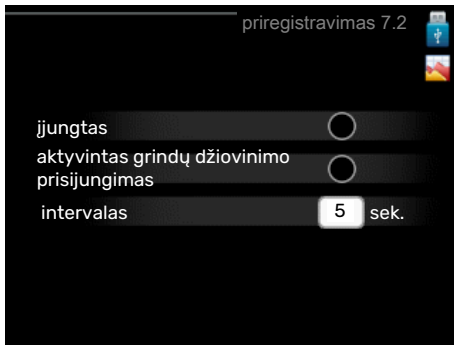 priregistravimas 7.2
įjungtas
aktyvintas grindų džiovinimo
prisijungimas
intervalas 5 sek.